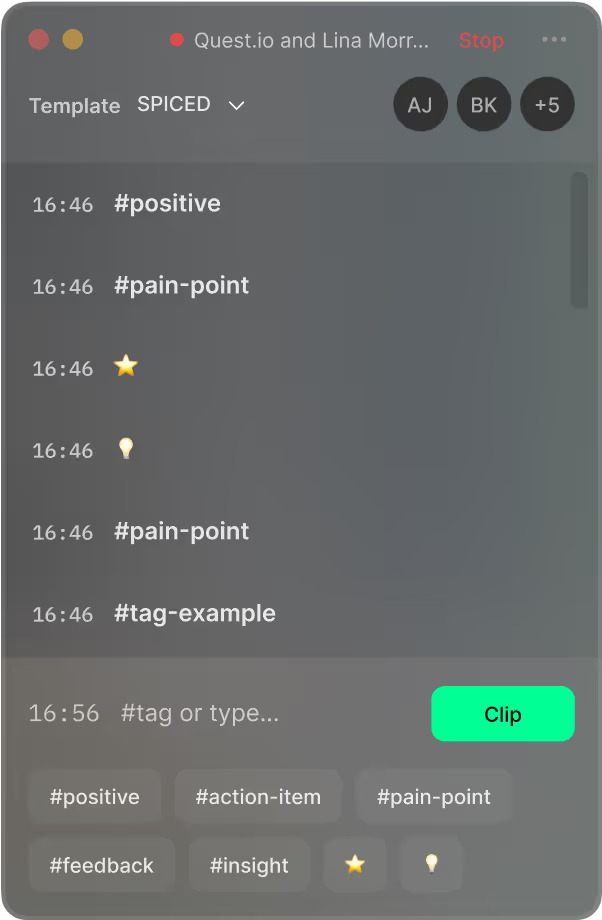 Quest.io and Lina Morr... Stop
Template SPICED AJ BK +5
16:46 #positive
16:46 #pain-point
16:46 ⭐
16:46 💡
16:46 #pain-point
16:46 #tag-example
16:56 #tag or type... Clip
#positive #action-item #pain-point
#feedback #insight ⭐ 💡